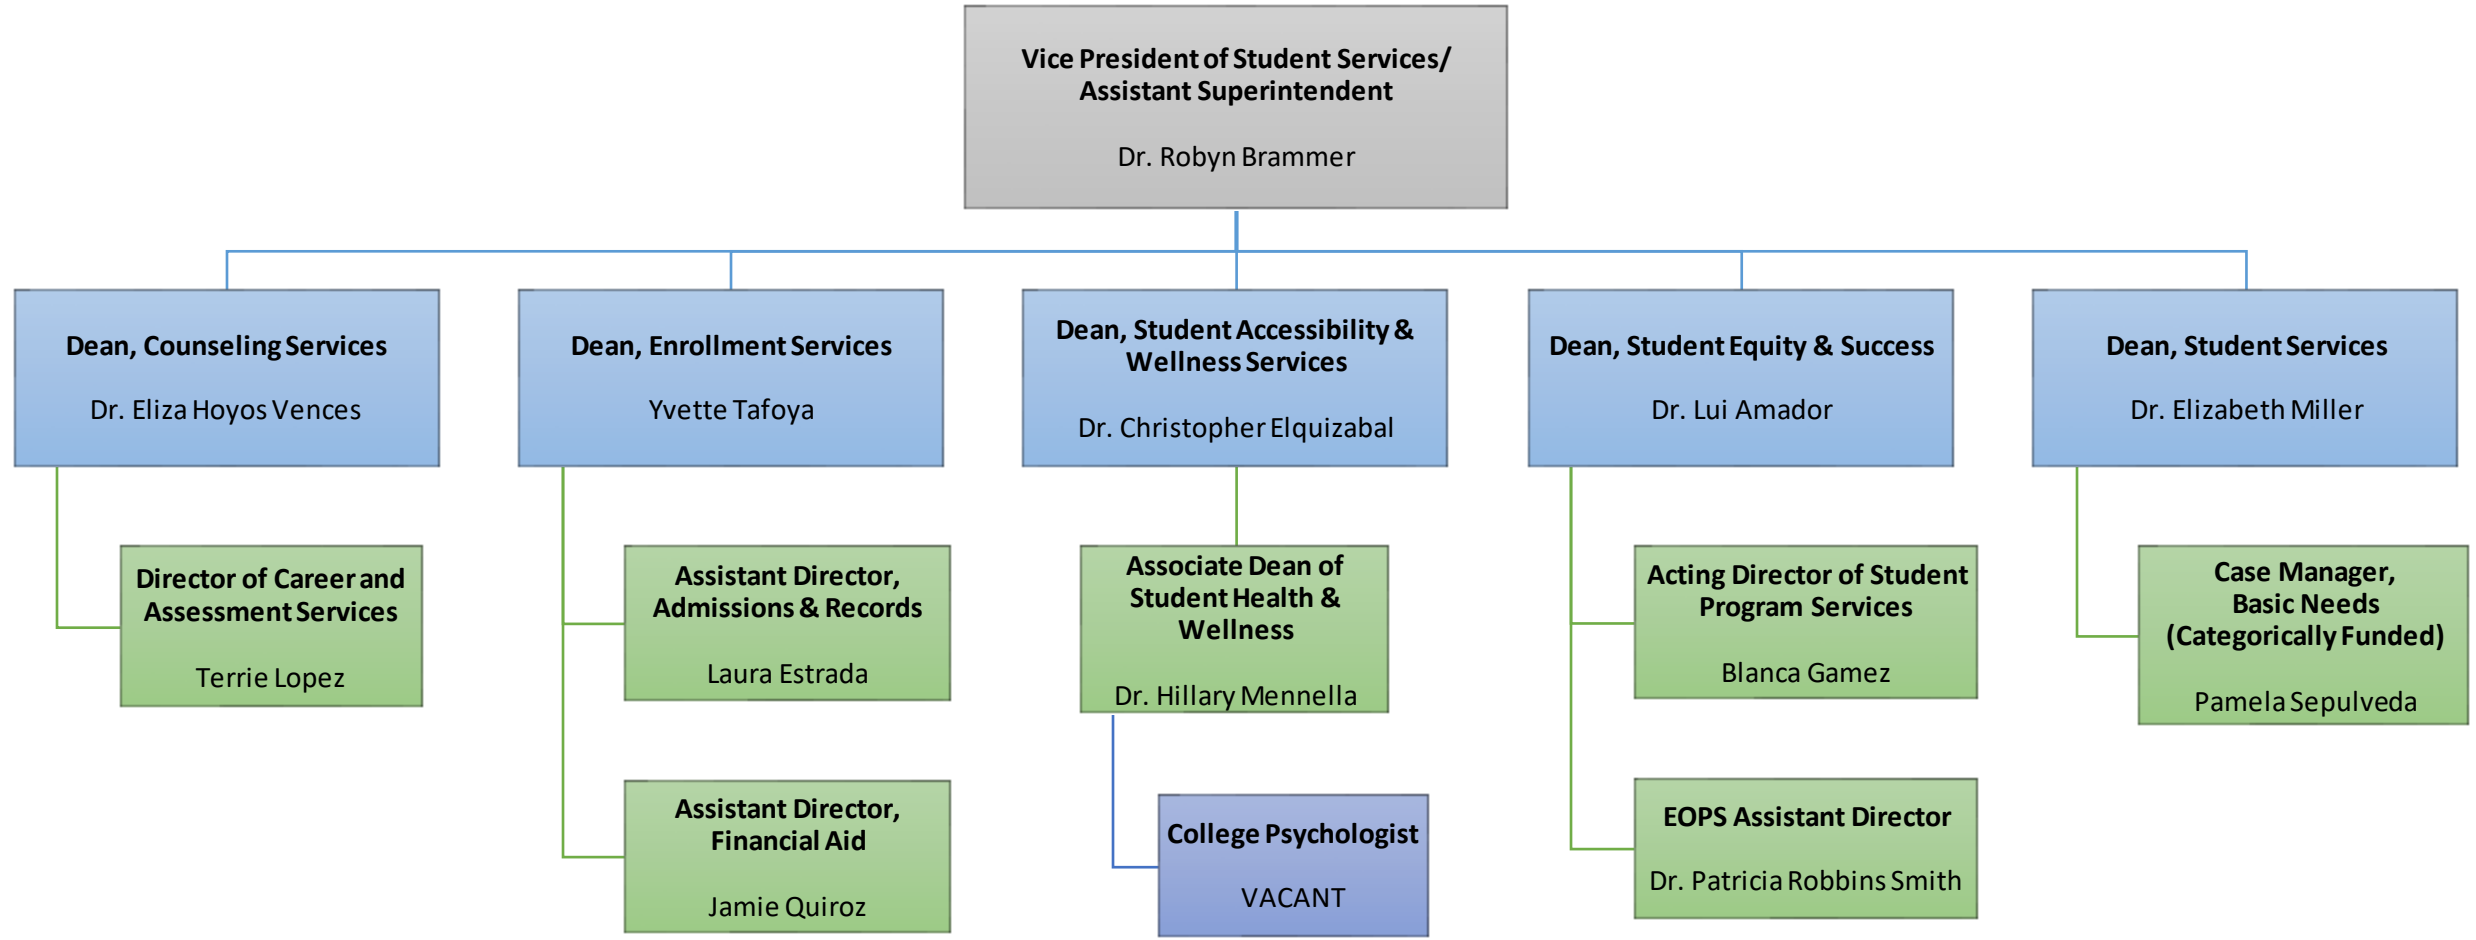 Vice President of Student Services/
Assistant Superintendent
Dr. Robyn Brammer
Dean, Counseling Services
Dr. Eliza Hoyos Vences
Dean, Enrollment Services
Yvette Tafoya
Dean, Student Accessibility &
Wellness Services
Dr. Christopher Elquizabal
Dean, Student Equity & Success
Dr. Lui Amador
Dean, Student Services
Dr. Elizabeth Miller
Director of Career and
Assessment Services
Terrie Lopez
Assistant Director,
Admissions & Records
Laura Estrada
Associate Dean of
Student Health &
Wellness
Dr. Hillary Mennella
Acting Director of Student
Program Services
Blanca Gamez
Case Manager,
Basic Needs
(Categorically Funded)
Pamela Sepulveda
Assistant Director,
Financial Aid
Jamie Quiroz
College Psychologist
VACANT
EOPS Assistant Director
Dr. Patricia Robbins Smith